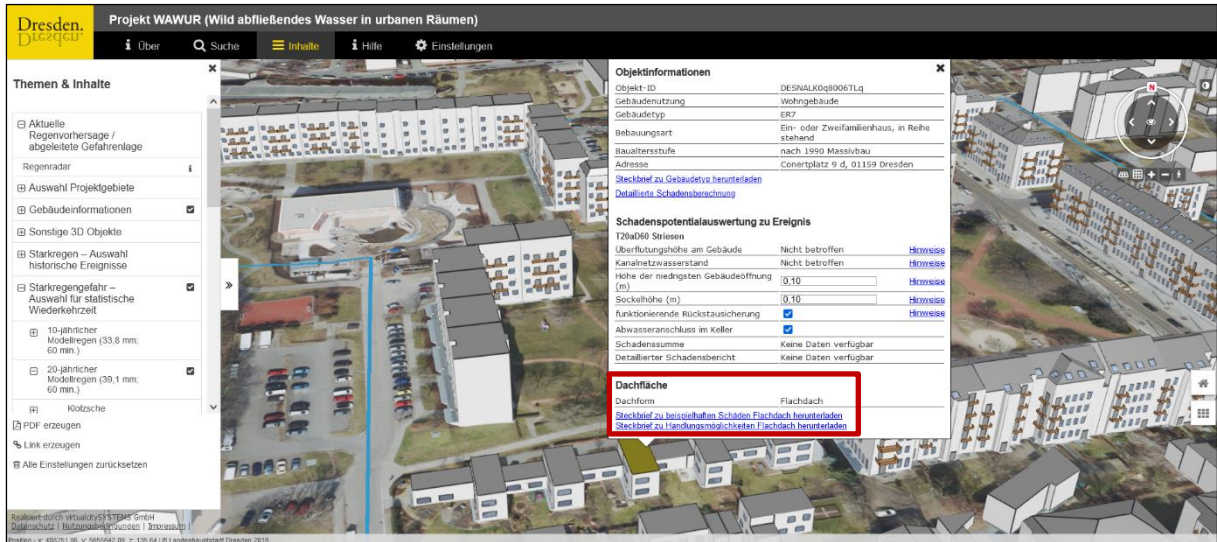 Dresden.
Dresden.
Projekt WAWUR (Wild abfließendes Wasser in urbanen Räumen)
Über
Suche
Inhalte
Hilfe
Einstellungen
Themen & Inhalte
Aktuelle
Regenvorhersage /
abgeleitete Gefahrenlage
Regenradar
Auswahl Projektgebiete
Gebäudeinformationen
Sonstige 3D Objekte
Starkregen – Auswahl
historische Ereignisse
Starkregengefahr –
Auswahl für statistische
Wiederkehrzeit
10-jährlicher
Modellregen (33,8 mm;
60 min.)
20-jährlicher
Modellregen (39,1 mm;
60 min.)
Klotzsche
PDF erzeugen
Link erzeugen
Alle Einstellungen zurücksetzen
Realisiert durch virtualcitySYSTEMS GmbH
Datenschutz | Nutzungsbedingungen | Impressum |
Objektinformationen
Objekt-ID DESNALK0q8006TLq
Gebäudenutzung Wohngebäude
Gebäudetyp ER7
Bebauungsart Ein- oder Zweifamilienhaus, in Reihe
stehend
Baualtersstufe nach 1990 Massivbau
Adresse Conertplatz 9 d, 01159 Dresden
Steckbrief zu Gebäudetyp herunterladen
Detaillierte Schadensberechnung
Schadenspotentialauswertung zu Ereignis
T20aD60 Striesen
Überflutungshöhe am Gebäude Nicht betroffen Hinweise
Kanalnetzwasserstand Nicht betroffen Hinweise
Höhe der niedrigsten Gebäudeöffnung
(m) 0,10 Hinweise
Sockelhöhe (m) 0,10 Hinweise
funktionierende Rückstausicherung Hinweise
Abwasseranschluss im Keller
Schadenssumme Keine Daten verfügbar
Detaillierter Schadensbericht Keine Daten verfügbar
Dachfläche
Dachform Flachdach
Steckbrief zu beispielhaften Schäden Flachdach herunterladen
Steckbrief zu Handlungsmöglichkeiten Flachdach herunterladen
N